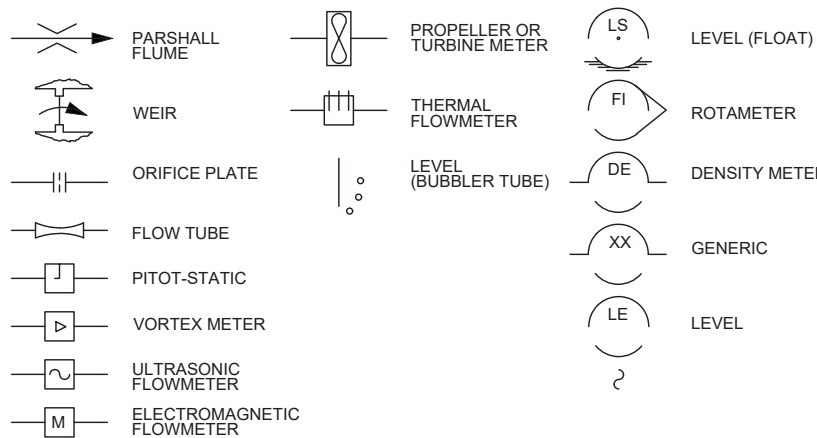 PARSHALL
FLUME
WEIR
ORIFICE PLATE
FLOW TUBE
PITOT-STATIC
VORTEX METER
ULTRASONIC
FLOWMETER
M
ELECTROMAGNETIC
FLOWMETER
PROPELLER OR
TURBINE METER
THERMAL
FLOWMETER
LEVEL
(BUBBLER TUBE)
LS
LEVEL (FLOAT)
FI
ROTAMETER
DE
DENSITY METER
XX
GENERIC
LE
LEVEL